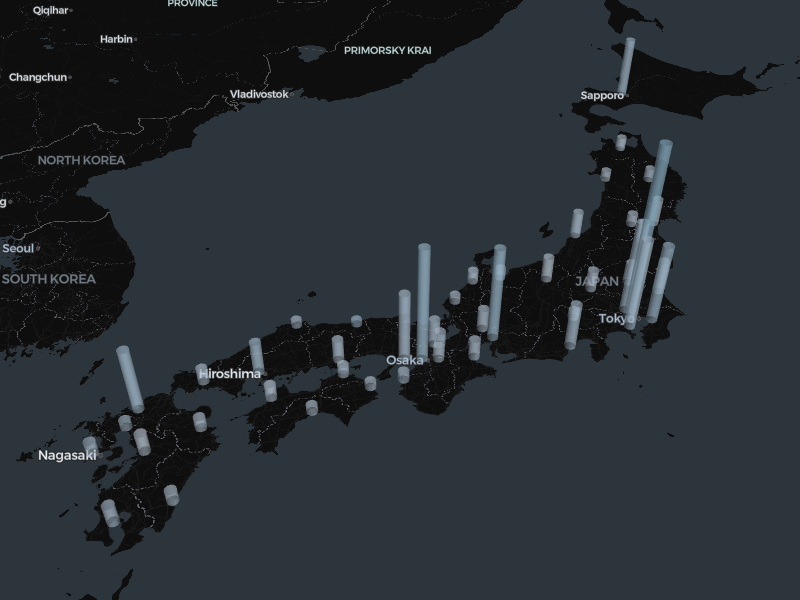 PROVINCE
Qiqihar
Harbin
PRIMORSKY KRAI
Changchun
Vladivostok
Sapporo
NORTH KOREA
g
Seoul
SOUTH KOREA
JAPAN
Tokyo
Osaka
Hiroshima
Nagasaki